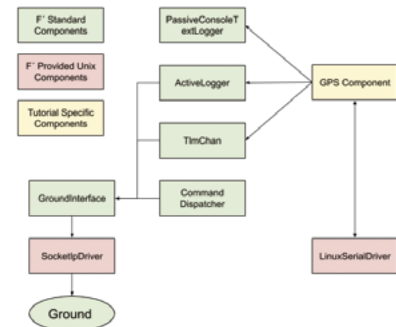 F´ Standard
Components
F´ Provided Unix
Components
Tutorial Specific
Components
PassiveConsoleT
extLogger
ActiveLogger
TlmChan
Command
Dispatcher
GPS Component
GroundInterface
SocketIpDriver
LinuxSerialDriver
Ground